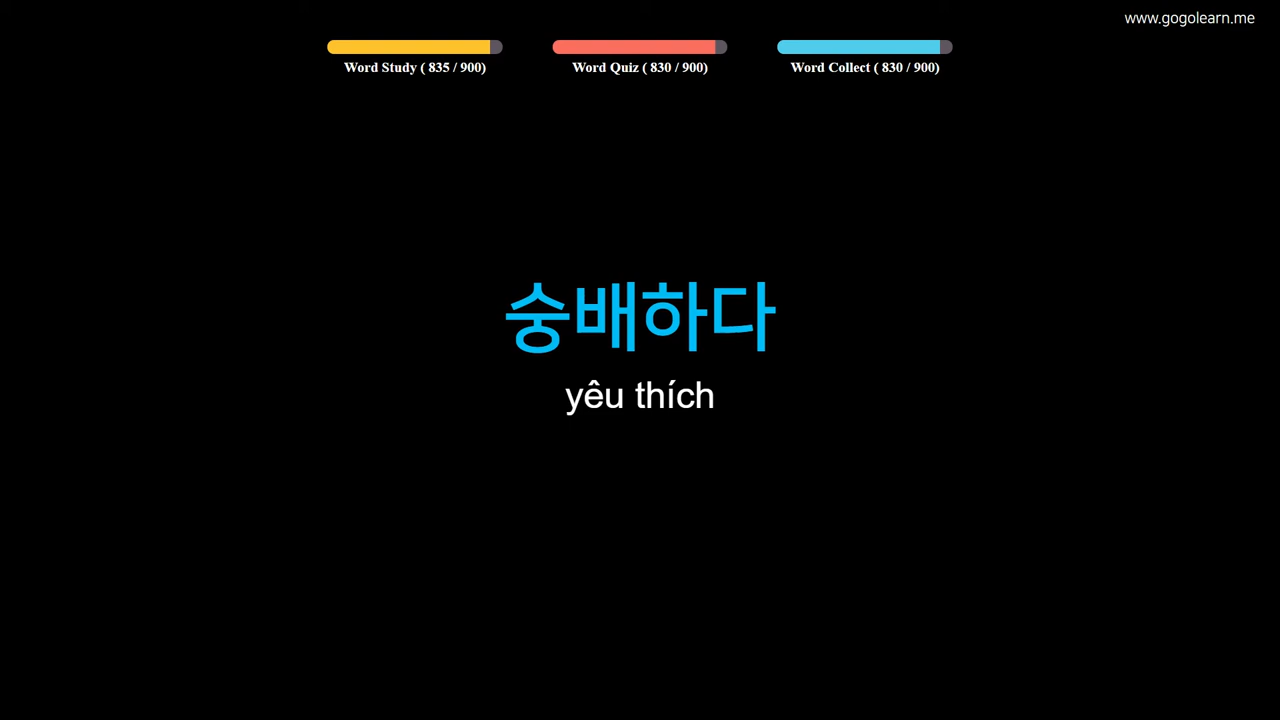 www.gogolearn.me
Word Study ( 835 / 900)
Word Quiz ( 830 / 900)
Word Collect ( 830 / 900)
숭배하다
yêu thích